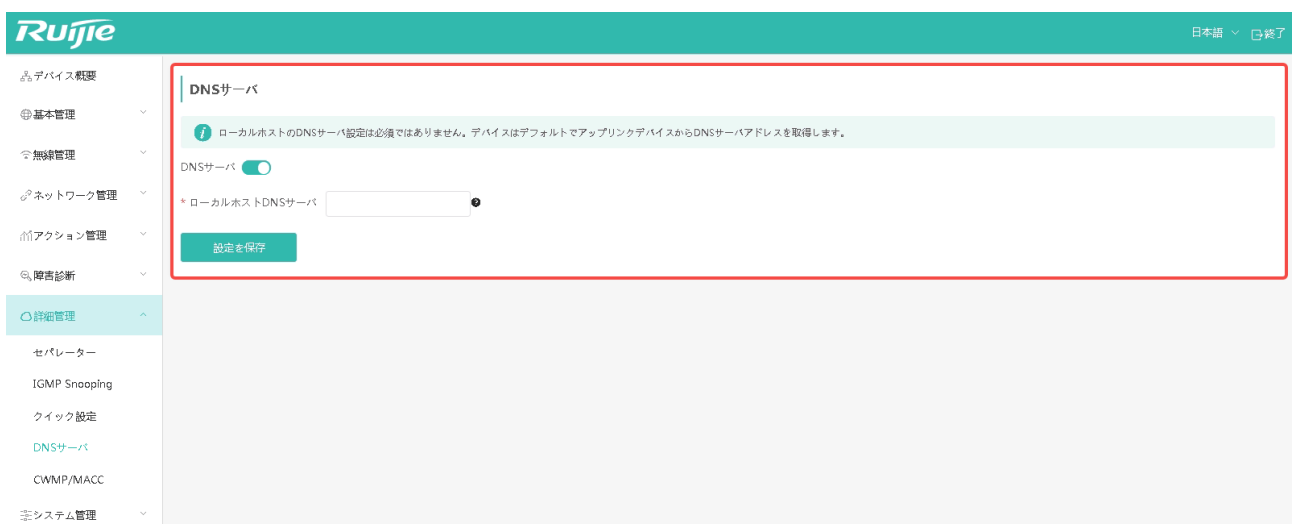 Ruijie
日本語
終了
デバイス概要
基本管理
無線管理
ネットワーク管理
アクション管理
障害診断
詳細管理
セパレーター
IGMP Snooping
クイック設定
DNSサーバ
CWMP/MACC
システム管理
DNSサーバ
ローカルホストのDNSサーバ設定は必須ではありません。デバイスはデフォルトでアップリンクデバイスからDNSサーバアドレスを取得します。
DNSサーバ
* ローカルホストDNSサーバ
設定を保存